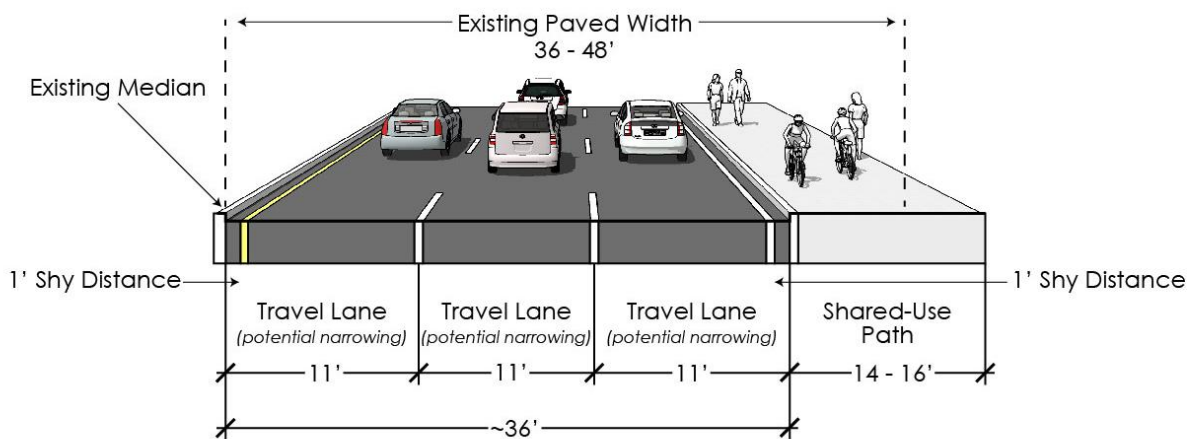 Existing Paved Width
36 - 48’
Existing Median
1’ Shy Distance
1’ Shy Distance
Travel Lane
(potential narrowing)
Travel Lane
(potential narrowing)
Travel Lane
(potential narrowing)
Shared-Use
Path
11’
11’
11’
14 - 16’
~36’